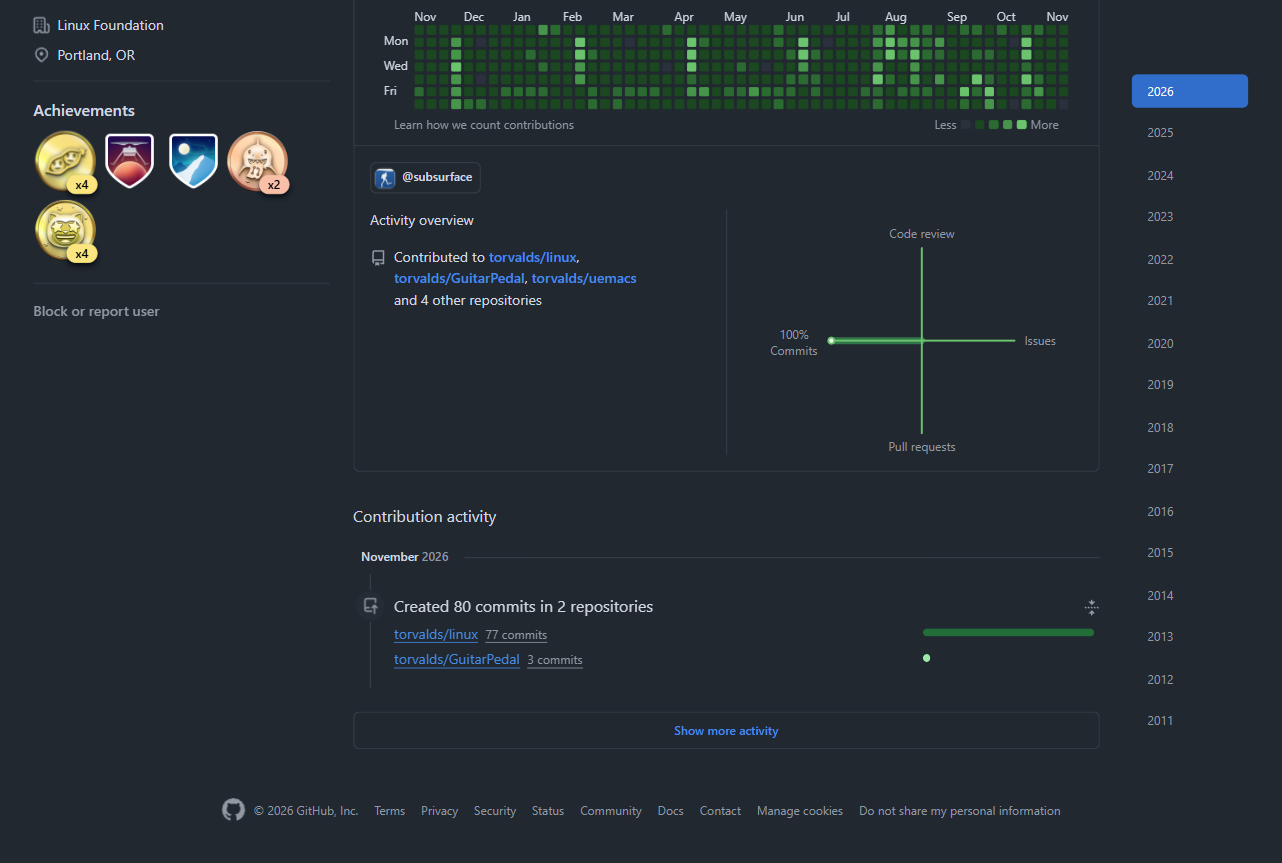 Linux Foundation
Portland, OR
Achievements
x4
x2
x4
Block or report user
Nov Dec Jan Feb Mar Apr May Jun Jul Aug Sep Oct Nov
Mon
Wed
Fri
Learn how we count contributions
Less More
@subsurface
Activity overview
Contributed to torvalds/linux,
torvalds/GuitarPedal, torvalds/uemacs
and 4 other repositories
Code review
100%
Commits
Issues
Pull requests
Contribution activity
November 2026
Created 80 commits in 2 repositories
torvalds/linux 77 commits
torvalds/GuitarPedal 3 commits
Show more activity
2026
2025
2024
2023
2022
2021
2020
2019
2018
2017
2016
2015
2014
2013
2012
2011
© 2026 GitHub, Inc. Terms Privacy Security Status Community Docs Contact Manage cookies Do not share my personal information